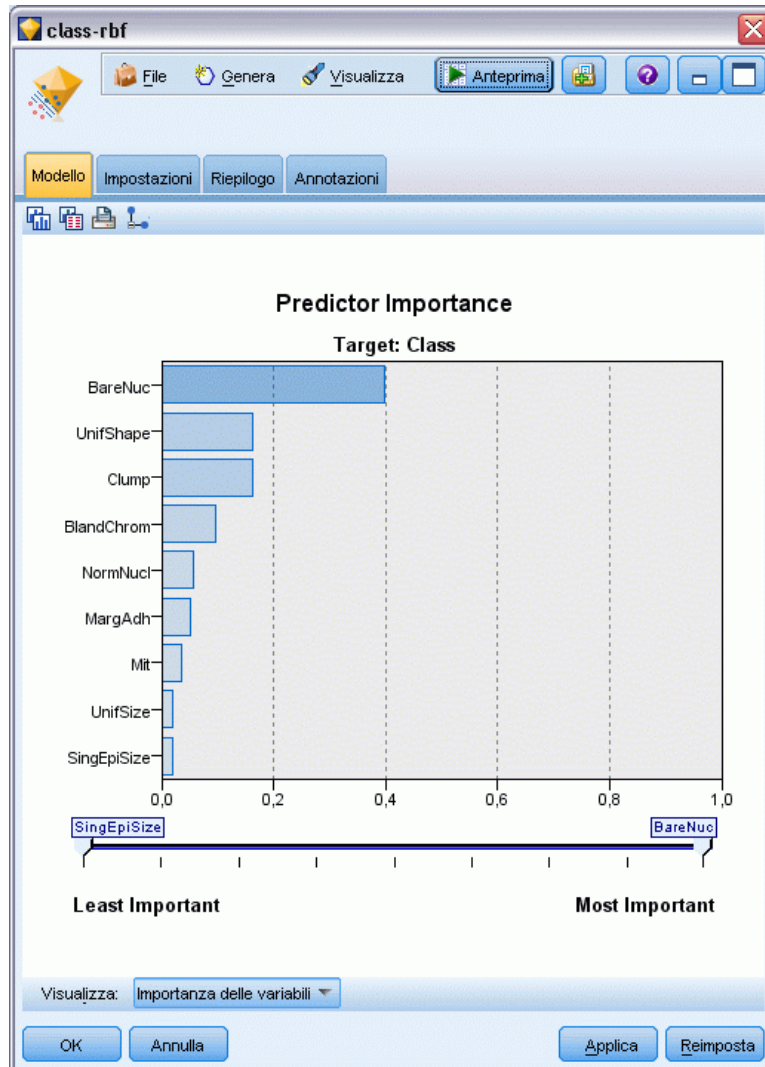 class-rbf
File Genera Visualizza Anteprima
Modello Impostazioni Riepilogo Annotazioni
Predictor Importance
Target: Class
BareNuc
UnifShape
Clump
BlandChrom
NormNucl
MargAdh
Mit
UnifSize
SingEpiSize
0,0 0,2 0,4 0,6 0,8 1,0
SingEpiSize BareNuc
Least Important Most Important
Visualizza: Importanza delle variabili
OK Annulla Applica Reimposta